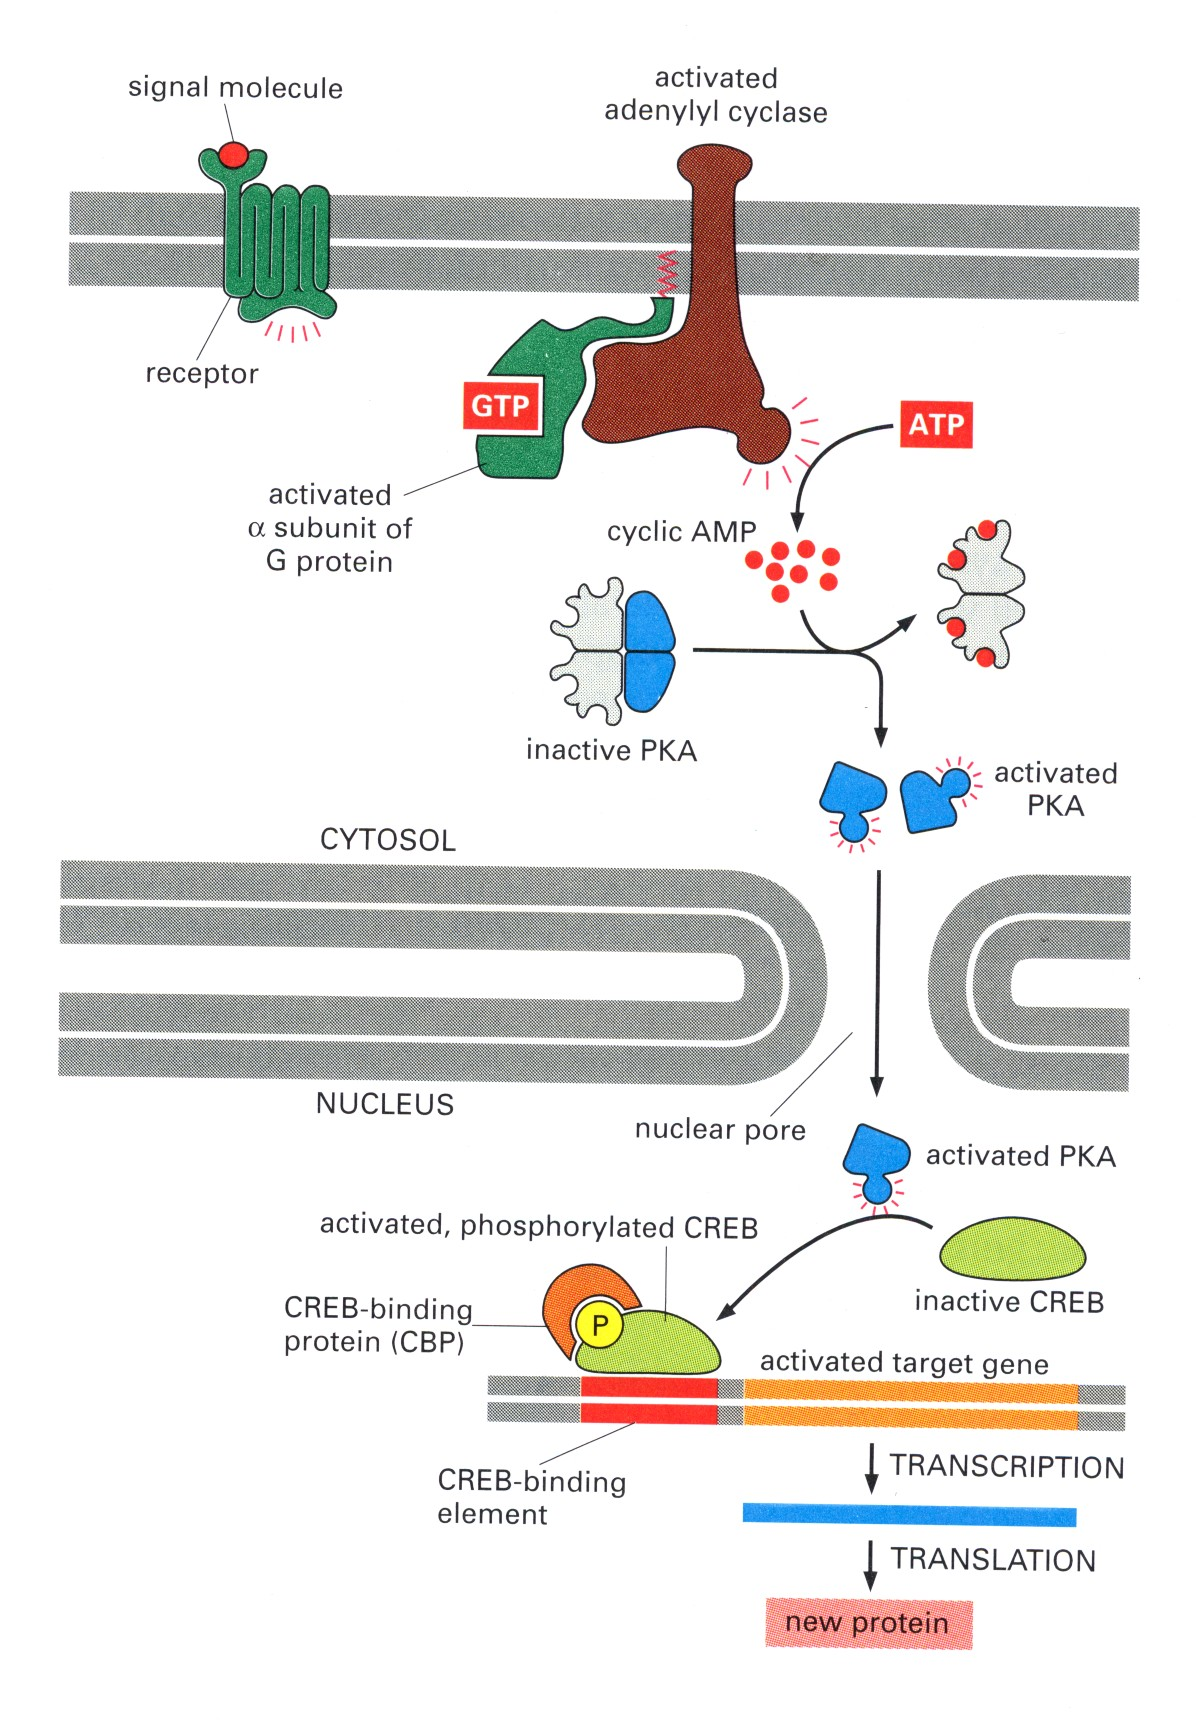 signal molecule
activated
adenylyl cyclase
receptor
GTP
ATP
activated
α subunit of
G protein
cyclic AMP
inactive PKA
activated
PKA
CYTOSOL
NUCLEUS
nuclear pore
activated PKA
activated, phosphorylated CREB
inactive CREB
CREB-binding
protein (CBP)
P
activated target gene
CREB-binding
element
TRANSCRIPTION
TRANSLATION
new protein